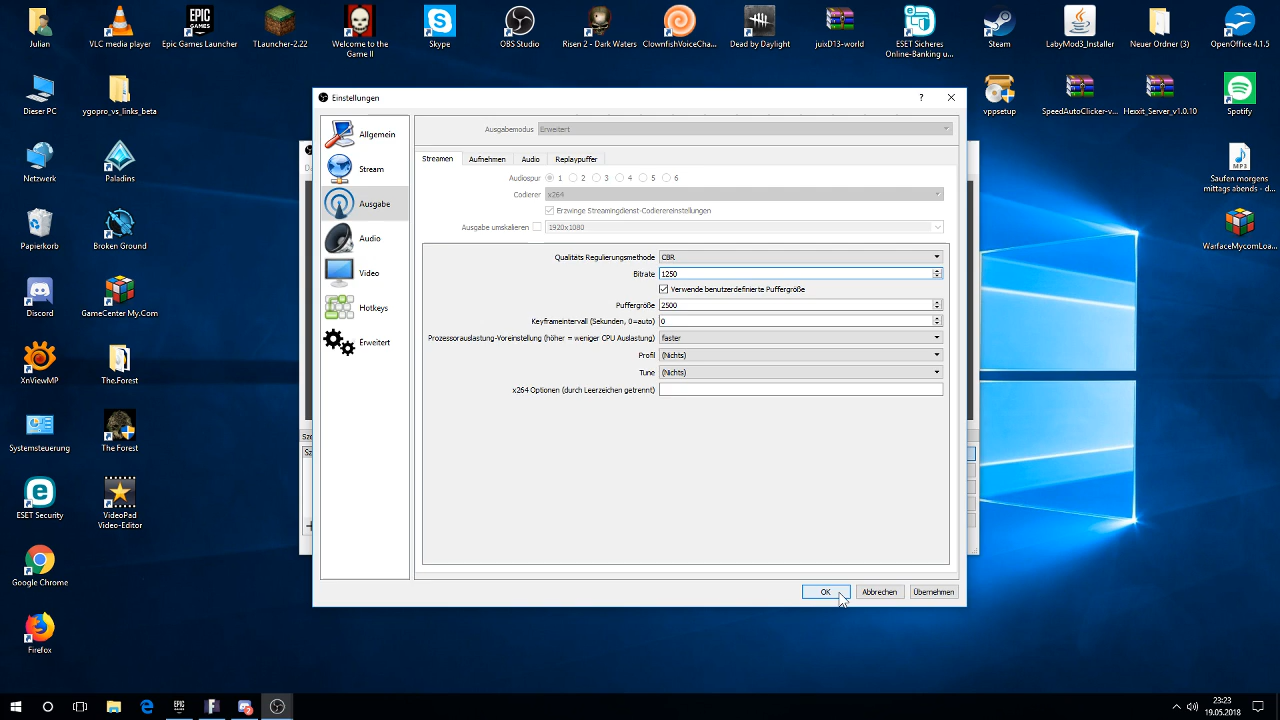 Julian
VLC media player
Epic Games Launcher
TLauncher-2.22
Welcome to the
Game II
Skype
OBS Studio
Risen 2 - Dark Waters
ClownfishVoiceCha...
Dead by Daylight
juixD13-world
ESET Sicheres
Online-Banking u...
Steam
LabyMod3_Installer
Neuer Ordner (3)
OpenOffice 4.1.5
Dieser PC
ygopro_vs_links_beta
vppsetup
SpeedAutoClicker-v...
Hexxit_Server_v1.0.10
Spotify
Netzwerk
Paladins
MP3
Saufen morgens
mittags abends - d...
Papierkorb
Broken Ground
WarfaceMycomLoa...
Discord
GameCenter My.Com
XnViewMP
The.Forest
Systemsteuerung
The Forest
ESET Security
VideoPad
Video-Editor
Google Chrome
Firefox
Einstellungen
?
Allgemein
Stream
Ausgabe
Audio
Video
Hotkeys
Erweitert
Ausgabemodus Erweitert
Streamen Aufnehmen Audio Replaypuffer
Audiospur 1 2 3 4 5 6
Codierer x264
Erzwinge Streamingdienst-Codierereinstellungen
Ausgabe umskalieren 1920x1080
Qualitäts Regulierungsmethode CBR
Bitrate 1250
Verwende benutzerdefinierte Puffergröße
Puffergröße 2500
Keyframeintervall (Sekunden, 0=auto) 0
Prozessorauslastung-Voreinstellung (höher = weniger CPU Auslastung) faster
Profil (Nichts)
Tune (Nichts)
x264 Optionen (durch Leerzeichen getrennt)
OK Abbrechen Übernehmen
23:23
19.05.2018